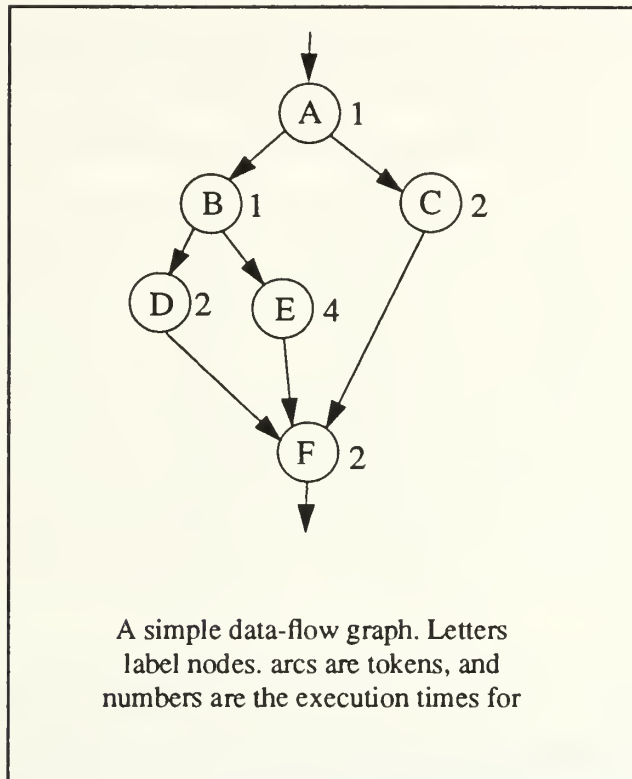 A 1
B 1 C 2
D 2 E 4
F 2
A simple data-flow graph. Letters
label nodes. arcs are tokens, and
numbers are the execution times for